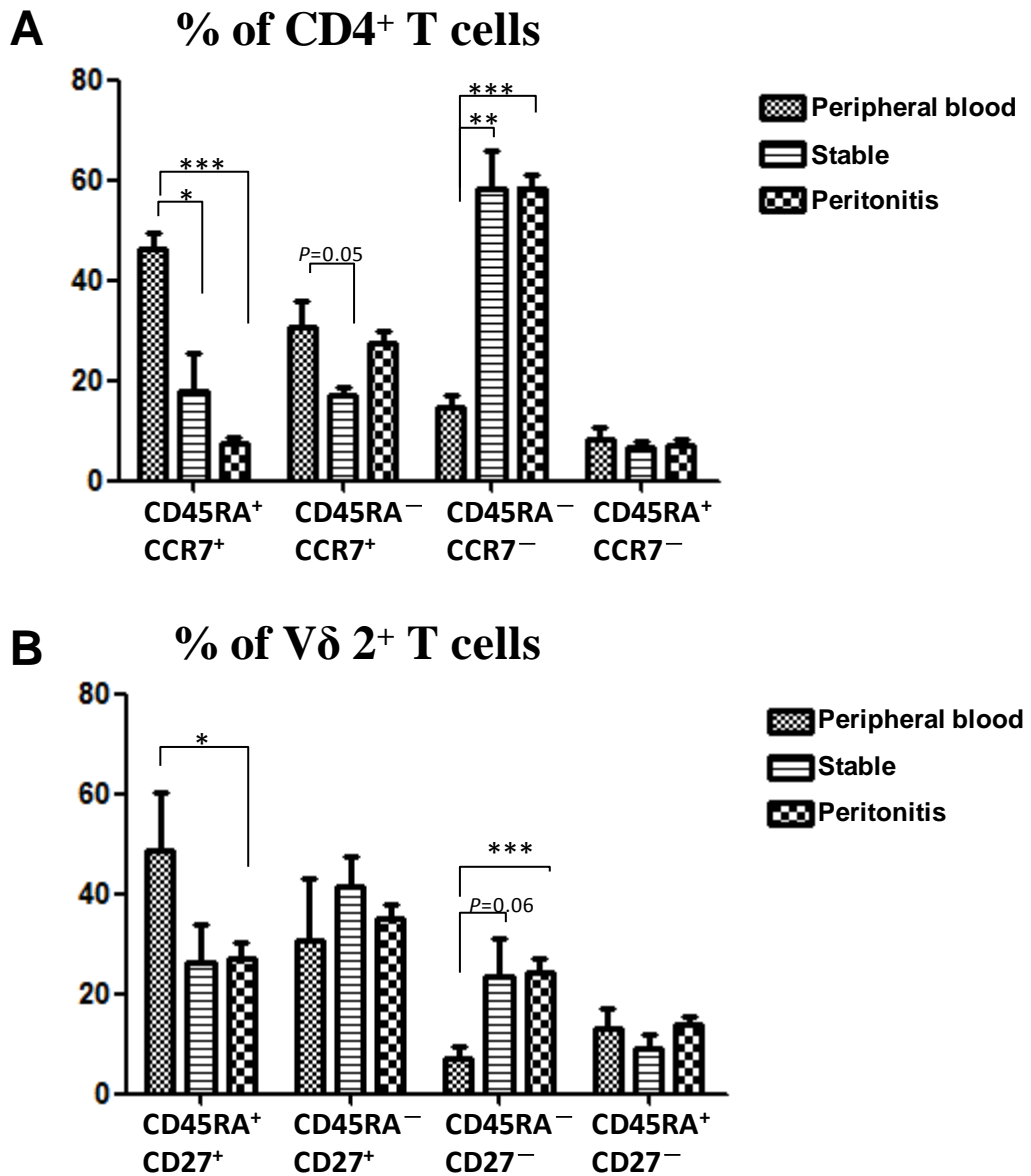 A
% of CD4⁺ T cells
80
60
40
20
0
***
*
P=0.05
***
**
Peripheral blood
Stable
Peritonitis
CD45RA⁺ CD45RA⁻ CD45RA⁻ CD45RA⁺
CCR7⁺ CCR7⁺ CCR7⁻ CCR7⁻
B
% of Vδ 2⁺ T cells
80
60
40
20
0
*
***
P=0.06
Peripheral blood
Stable
Peritonitis
CD45RA⁺ CD45RA⁻ CD45RA⁻ CD45RA⁺
CD27⁺ CD27⁺ CD27⁻ CD27⁻